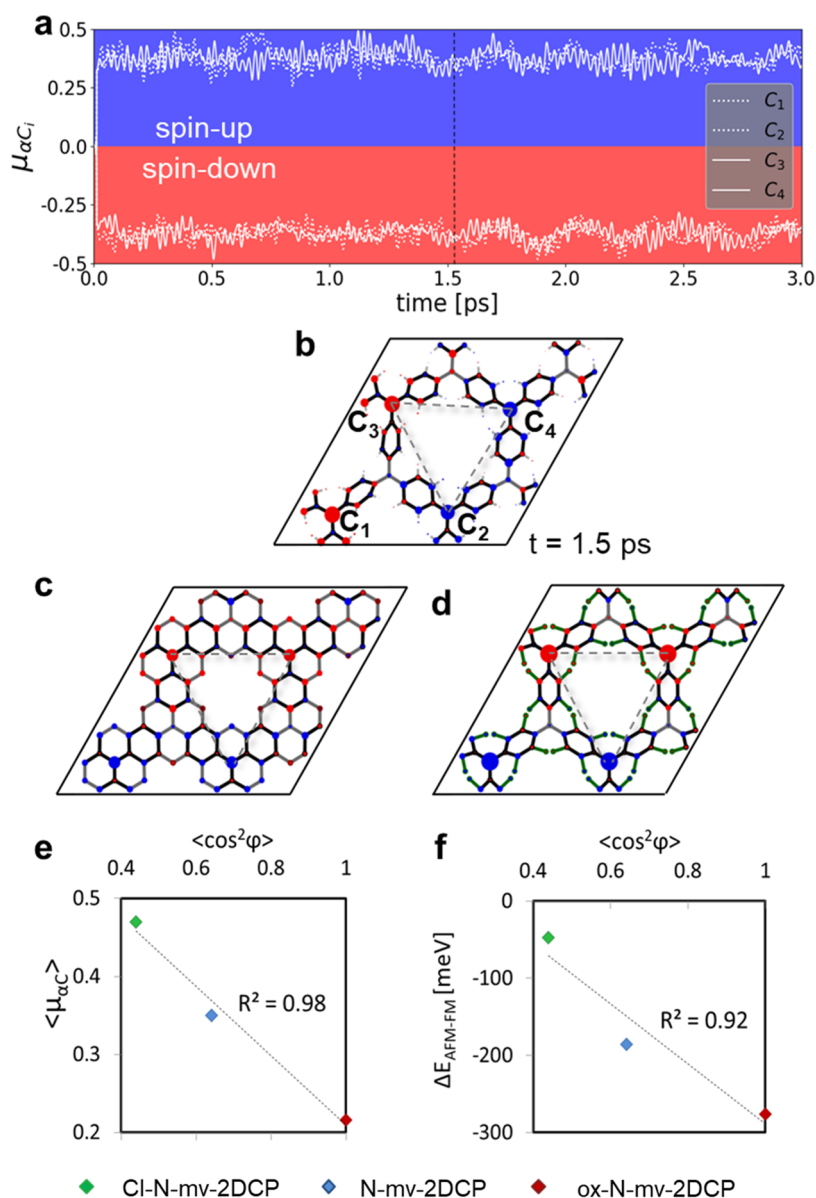 a
0.5
0.25
0.0
-0.25
-0.5
μαCi
spin-up
spin-down
C1
C2
C3
C4
0.0 0.5 1.0 1.5 2.0 2.5 3.0
time [ps]
b
C3
C4
C1
C2
t = 1.5 ps
c
d
e
<cos²φ>
0.4 0.6 0.8 1
0.5
0.4
0.3
0.2
<μαC>
R² = 0.98
f
<cos²φ>
0.4 0.6 0.8 1
0
-100
-200
-300
ΔEAFM-FM [meV]
R² = 0.92
Cl-N-mv-2DCP N-mv-2DCP ox-N-mv-2DCP